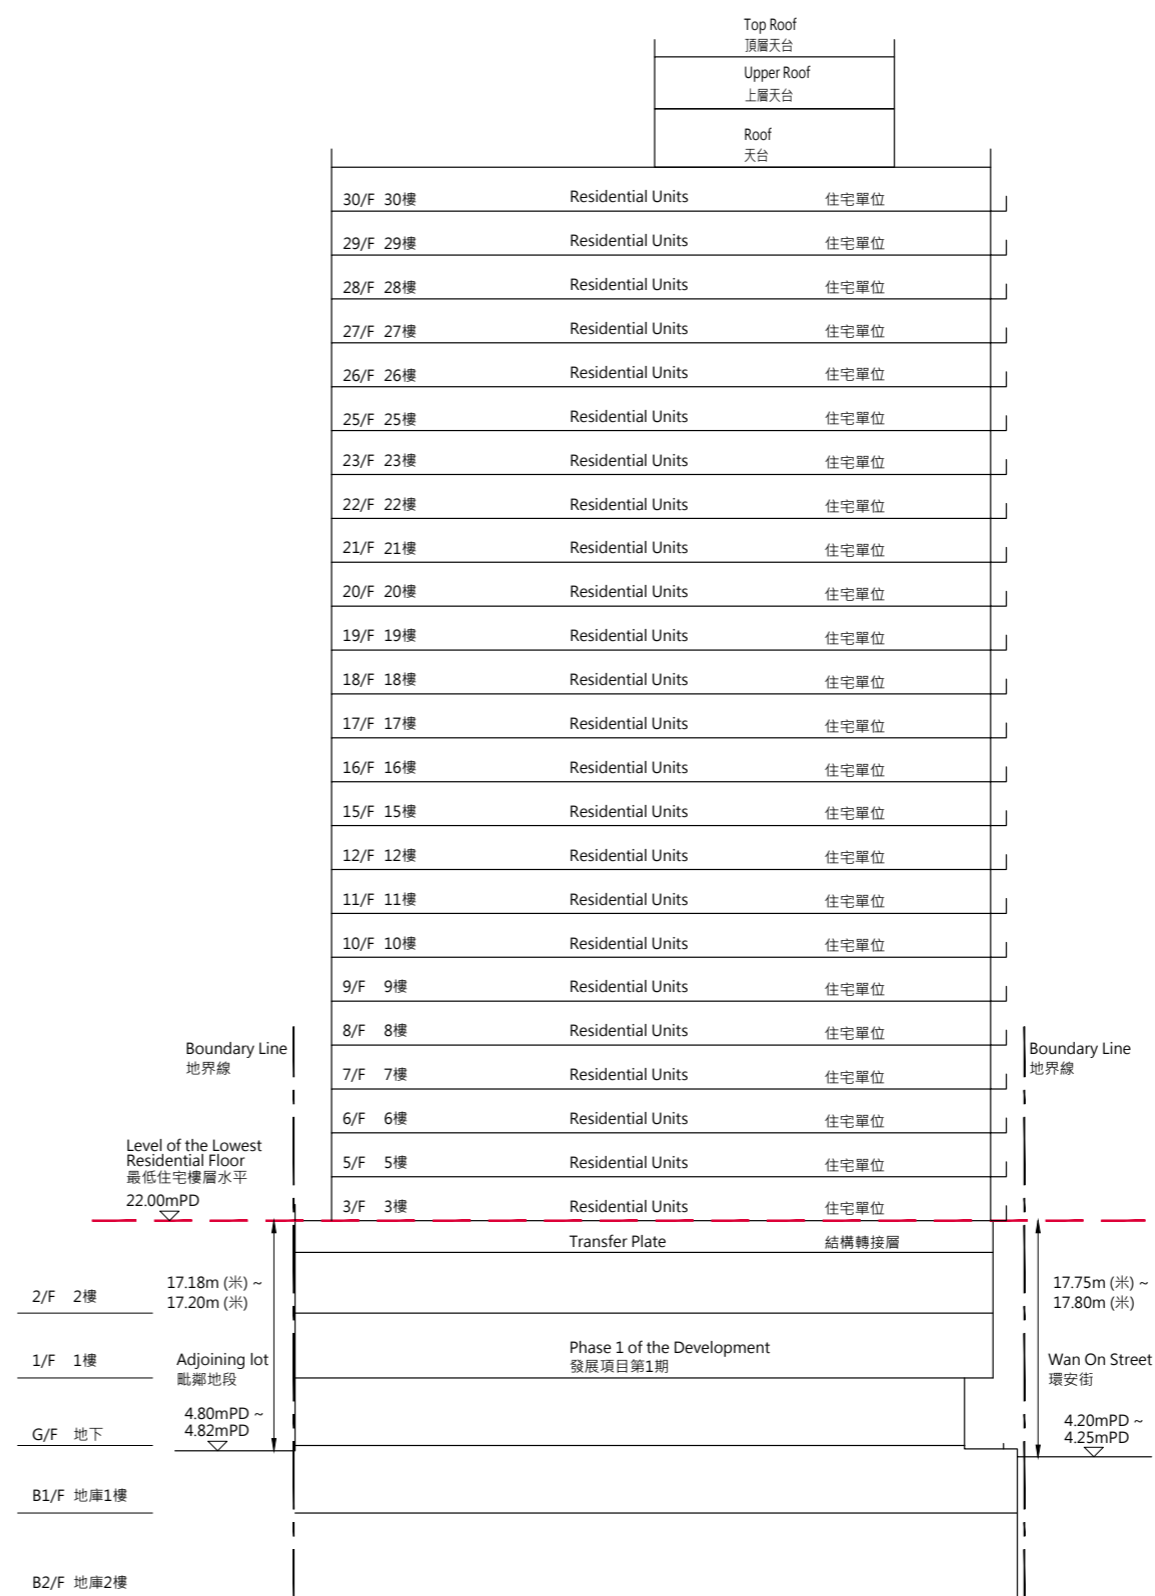 Top Roof
頂層天台
Upper Roof
上層天台
Roof
天台
30/F 30樓 Residential Units 住宅單位
29/F 29樓 Residential Units 住宅單位
28/F 28樓 Residential Units 住宅單位
27/F 27樓 Residential Units 住宅單位
26/F 26樓 Residential Units 住宅單位
25/F 25樓 Residential Units 住宅單位
23/F 23樓 Residential Units 住宅單位
22/F 22樓 Residential Units 住宅單位
21/F 21樓 Residential Units 住宅單位
20/F 20樓 Residential Units 住宅單位
19/F 19樓 Residential Units 住宅單位
18/F 18樓 Residential Units 住宅單位
17/F 17樓 Residential Units 住宅單位
16/F 16樓 Residential Units 住宅單位
15/F 15樓 Residential Units 住宅單位
12/F 12樓 Residential Units 住宅單位
11/F 11樓 Residential Units 住宅單位
10/F 10樓 Residential Units 住宅單位
9/F 9樓 Residential Units 住宅單位
8/F 8樓 Residential Units 住宅單位
Boundary Line
地界線
Boundary Line
地界線
7/F 7樓 Residential Units 住宅單位
6/F 6樓 Residential Units 住宅單位
5/F 5樓 Residential Units 住宅單位
Level of the Lowest
Residential Floor
最低住宅樓層水平
22.00mPD
3/F 3樓 Residential Units 住宅單位
Transfer Plate 結構轉接層
17.18m (米) ~
17.20m (米)
17.75m (米) ~
17.80m (米)
2/F 2樓
Phase 1 of the Development
發展項目第1期
1/F 1樓
Adjoining lot
毗鄰地段
Wan On Street
環安街
4.80mPD ~
4.82mPD
4.20mPD ~
4.25mPD
G/F 地下
B1/F 地庫1樓
B2/F 地庫2樓